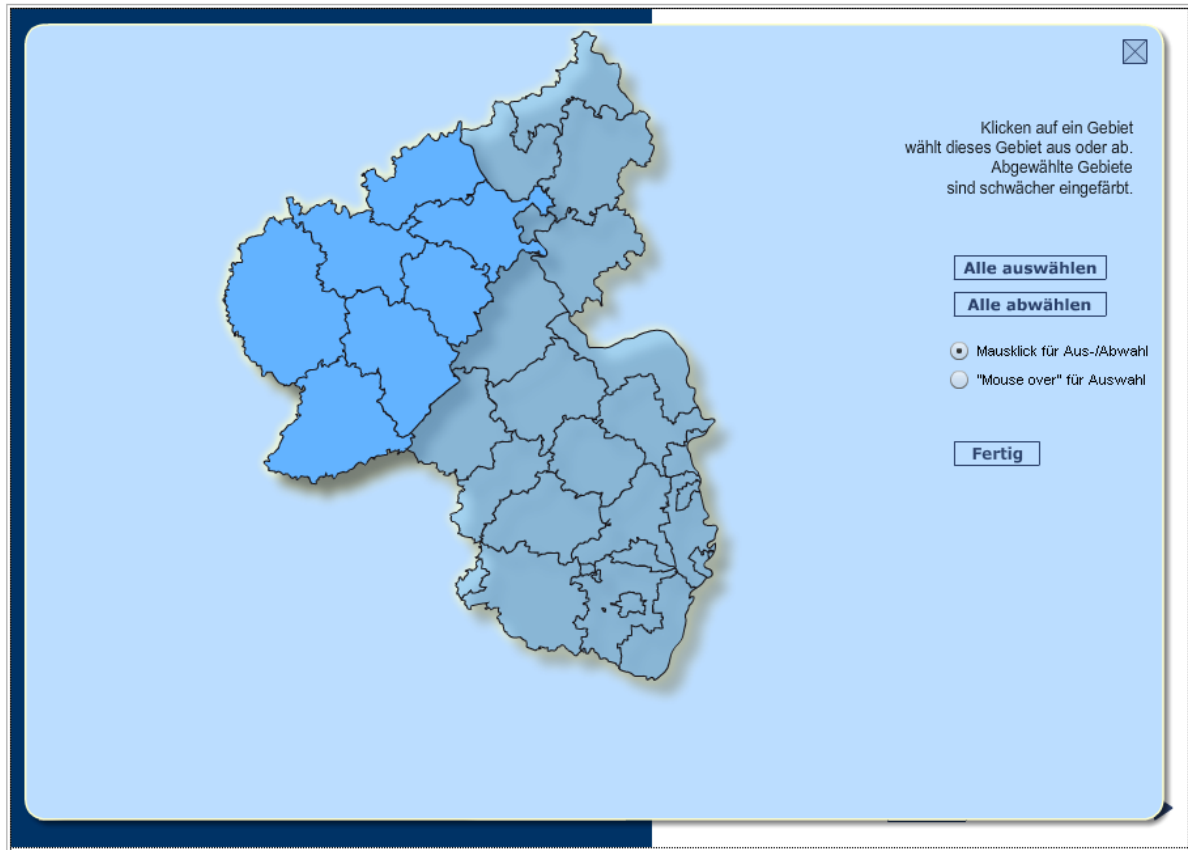 Klicken auf ein Gebiet
wählt dieses Gebiet aus oder ab.
Abgewählte Gebiete
sind schwächer eingefärbt.
Alle auswählen
Alle abwählen
Mausklick für Aus-/Abwahl
"Mouse over" für Auswahl
Fertig